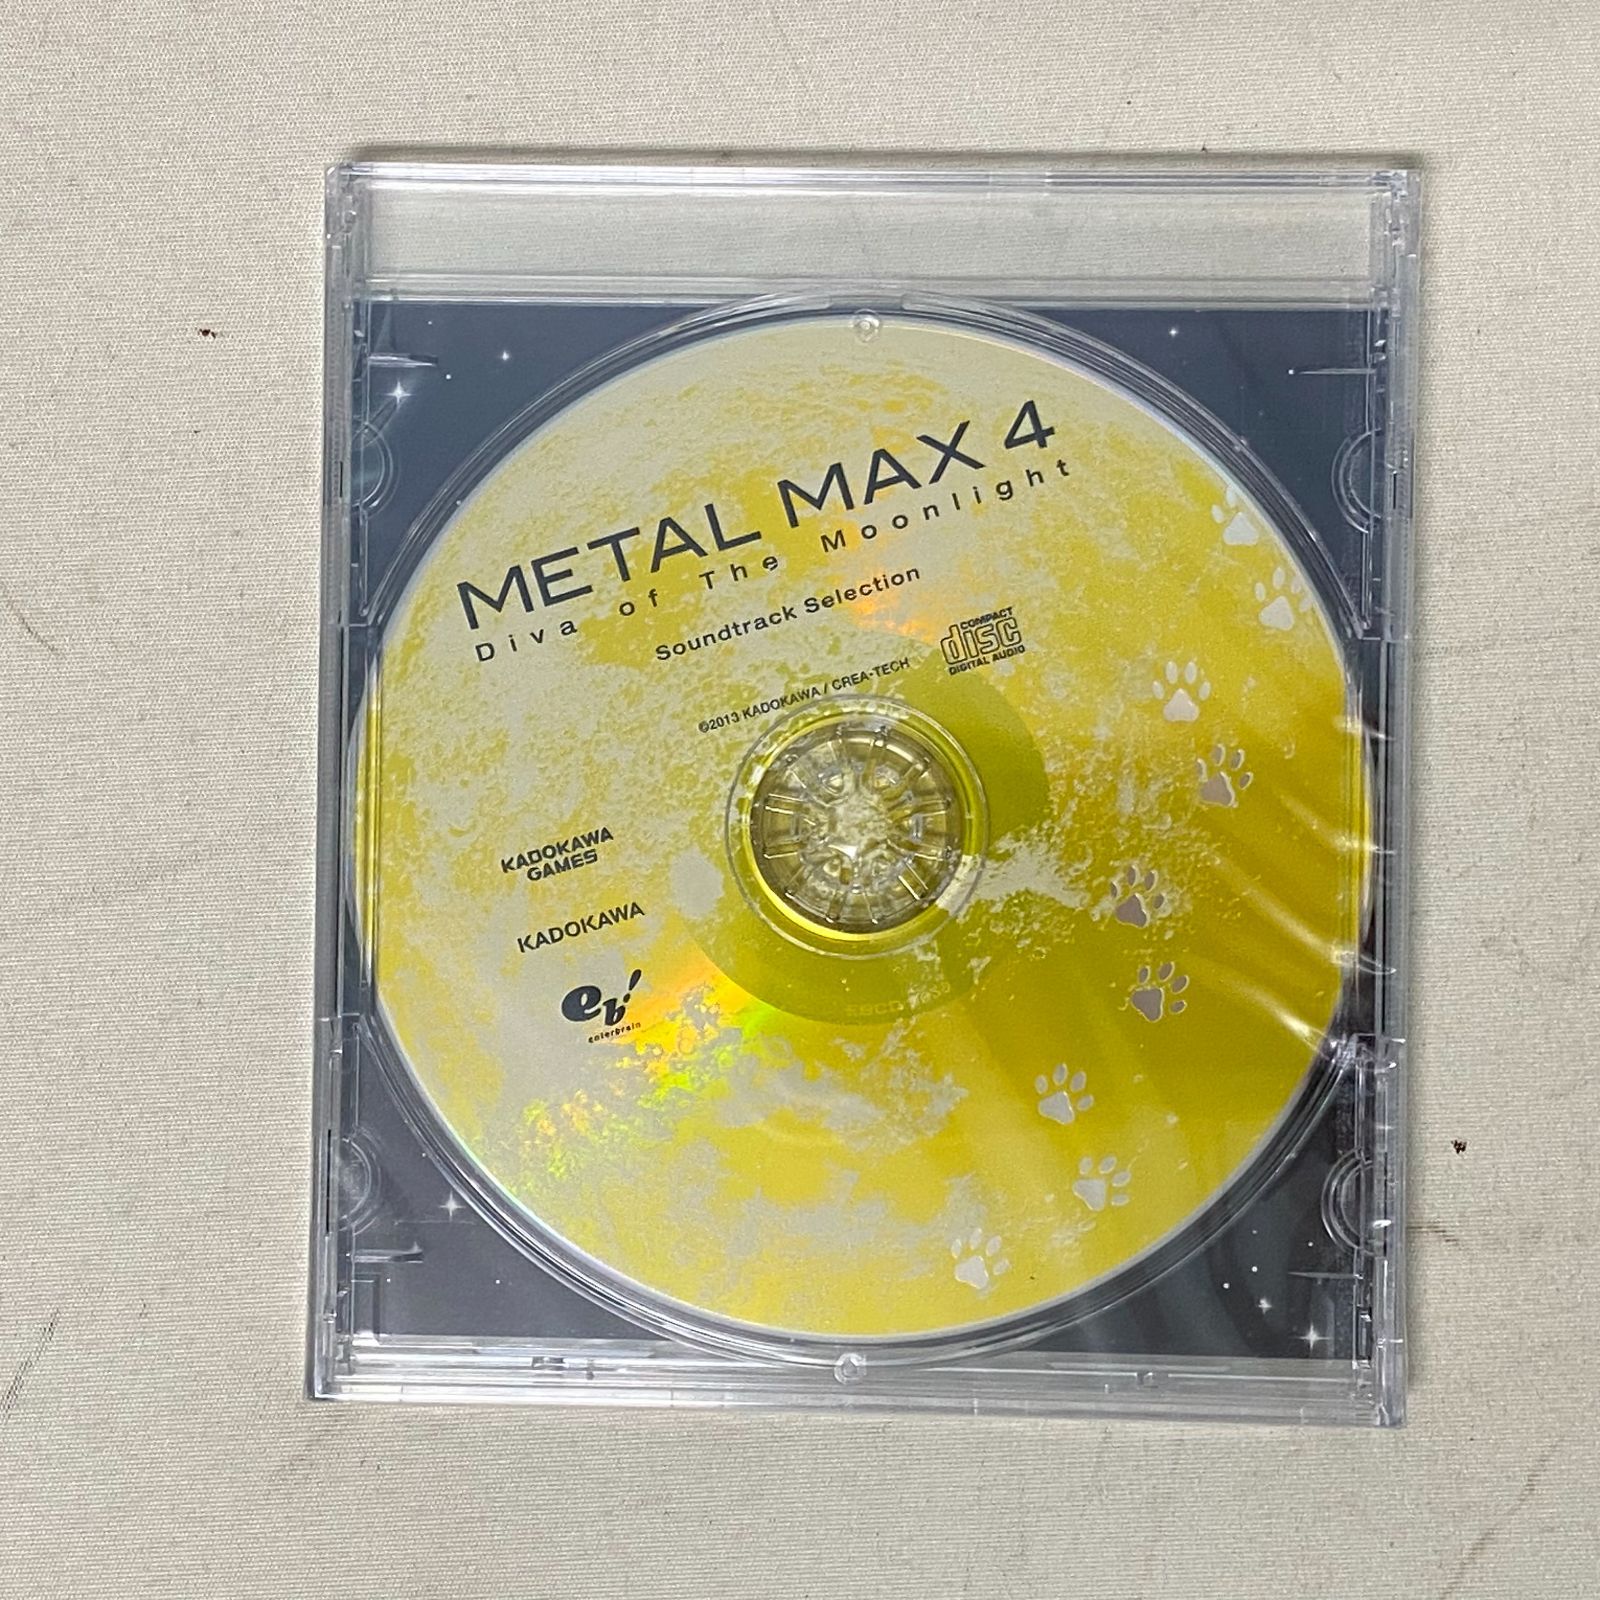 METAL MAX 4
Diva of The Moonlight
Soundtrack Selection
COMPACT
disc
DIGITAL AUDIO
©2013 KADOKAWA / CREA-TECH
KADOKAWA
GAMES
KADOKAWA
eb!
enterbrain